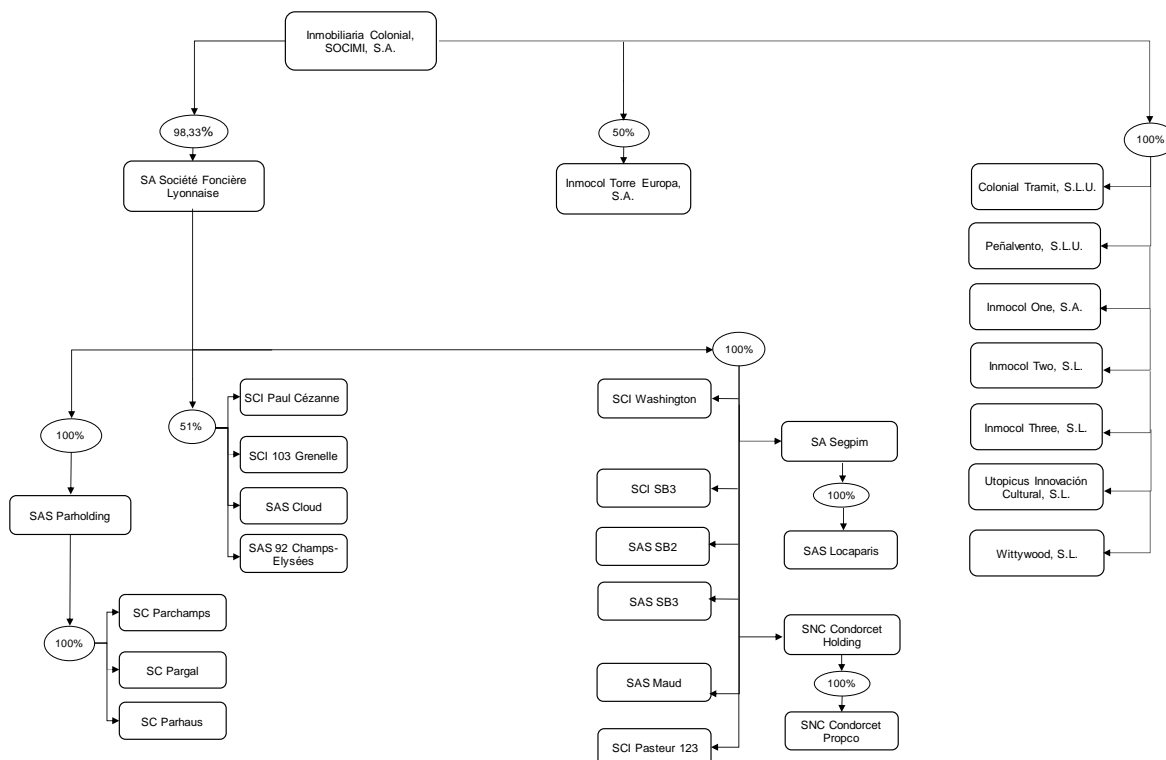 Inmobiliaria Colonial,
SOCIMI, S.A.
98,33%
50%
100%
SA Société Foncière
Lyonnaise
Inmocol Torre Europa,
S.A.
Colonial Tramit, S.L.U.
Peñalvento, S.L.U.
Inmocol One, S.A.
Inmocol Two, S.L.
Inmocol Three, S.L.
Utopicus Innovación
Cultural, S.L.
Wittywood, S.L.
100%
51%
100%
SAS Parholding
100%
SC Parchamps
SC Pargal
SC Parhaus
SCI Paul Cézanne
SCI 103 Grenelle
SAS Cloud
SAS 92 Champs-
Elysées
SCI Washington
SCI SB3
SAS SB2
SAS SB3
SAS Maud
SCI Pasteur 123
SA Segpim
100%
SAS Locaparis
SNC Condorcet
Holding
100%
SNC Condorcet
Propco